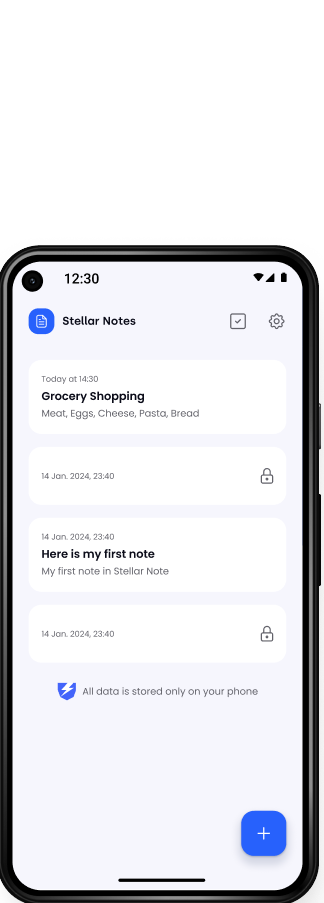 12:30
Stellar Notes
Today at 14:30
Grocery Shopping
Meat, Eggs, Cheese, Pasta, Bread
14 Jan. 2024, 23:40
14 Jan. 2024, 23:40
Here is my first note
My first note in Stellar Note
14 Jan. 2024, 23:40
All data is stored only on your phone